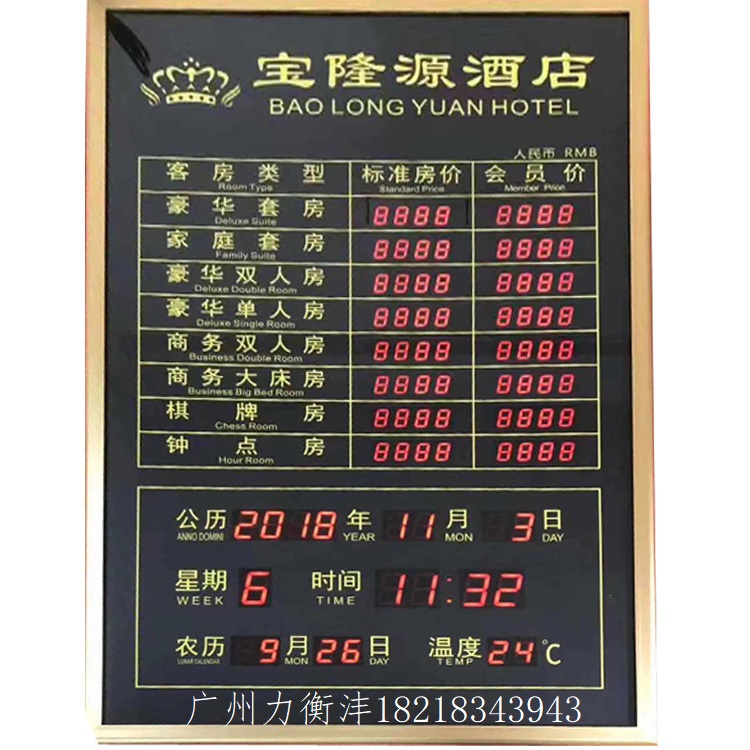 宝隆源酒店
BAO LONG YUAN HOTEL
人民币 RMB
客房类型 标准房价 会员价
Room Type Standard Price Member Price
豪华套房 8888 8888
Deluxe Suite
家庭套房 8888 8888
Family Suite
豪华双人房 8888 8888
Deluxe Double Room
豪华单人房 8888 8888
Deluxe Single Room
商务双人房 8888 8888
Business Double Room
商务大床房 8888 8888
Business Big Bed Room
棋牌房 8888 8888
Chess Room
钟点房 8888 8888
Hour Room
公历 2018 年 11 月 3 日
ANNO DOMINI YEAR MON DAY
星期 6 时间 11:32
WEEK TIME
农历 9 月 26 日 温度 24 ℃
LUNAR CALENDAR MON DAY TEMP
广州力衡沣18218343943